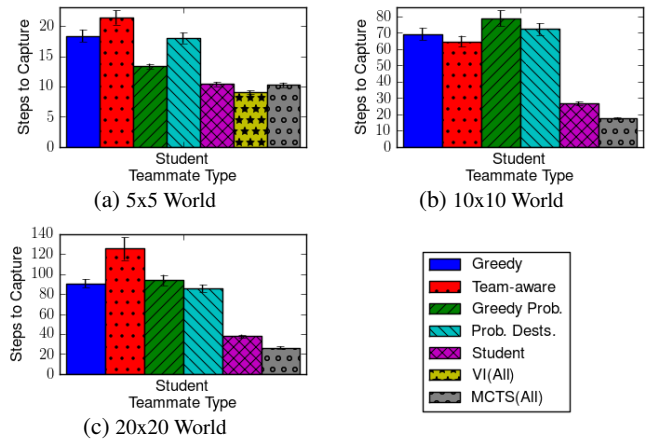 20
15
10
5
0
Steps to Capture
Student
Teammate Type
(a) 5x5 World
80
70
60
50
40
30
20
10
0
Steps to Capture
Student
Teammate Type
(b) 10x10 World
140
120
100
80
60
40
20
0
Steps to Capture
Student
Teammate Type
(c) 20x20 World
Greedy
Team-aware
Greedy Prob.
Prob. Dests.
Student
VI(All)
MCTS(All)